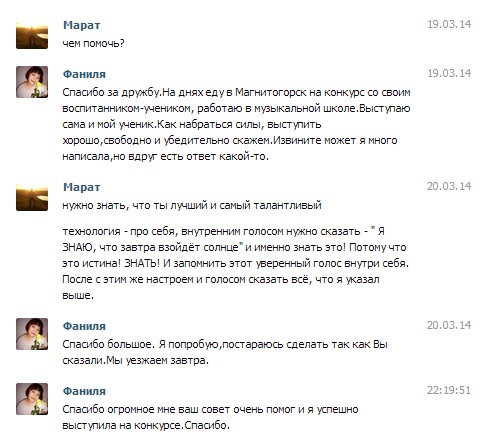 Марат 19.03.14
чем помочь?
Фаниля 19.03.14
Спасибо за дружбу.На днях еду в Магнитогорск на конкурс со своим
воспитанником-учеником, работаю в музыкальной школе.Выступаю
сама и мой ученик.Как набраться силы, выступить
хорошо,свободно и убедительно скажем.Извините может я много
написала,но вдруг есть ответ какой-то.
Марат 20.03.14
нужно знать, что ты лучший и самый талантливый
технология - про себя, внутренним голосом нужно сказать - " Я
ЗНАЮ, что завтра взойдёт солнце" и именно знать это! Потому что
это истина! ЗНАТЬ! И запомнить этот уверенный голос внутри себя.
После с этим же настроем и голосом сказать всё, что я указал
выше.
Фаниля 20.03.14
Спасибо большое. Я попробую,постараюсь сделать так как Вы
сказали.Мы уезжаем завтра.
Фаниля 22:19:51
Спасибо огромное мне ваш совет очень помог и я успешно
выступила на конкурсе.Спасибо.